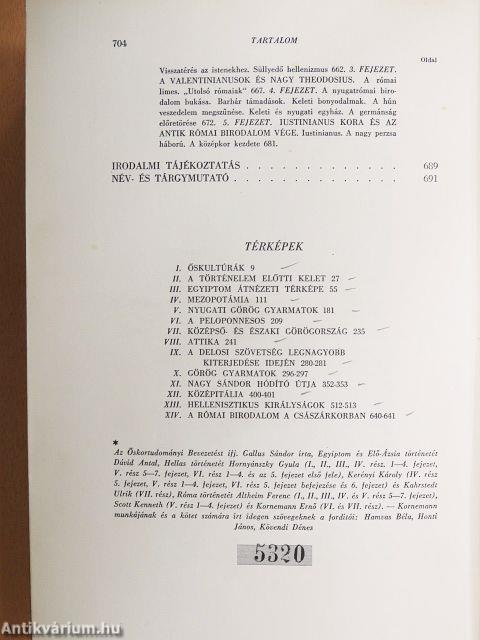 704
TARTALOM
Oldal
Visszatérés az istenekhez. Süllyedő hellenizmus 662. 3. FEJEZET.
A VALENTINIANUSOK ÉS NAGY THEODOSIUS. A római
limes. „Utolsó rómaiak" 667. 4. FEJEZET. A nyugatrómai biro-
dalom bukása. Barbár támadások. Keleti bonyodalmak. A hún
veszedelem megszűnése. Keleti és nyugati egyház. A germánság
előretörése 672. 5. FEJEZET. IUSTINIANUS KORA ÉS AZ
ANTIK RÓMAI BIRODALOM VÉGE. Iustinianus. A nagy perzsa
háború. A középkor kezdete 681.
IRODALMI TÁJÉKOZTATÁS . . . . . . . . . . . . . 689
NÉV- ÉS TÁRGYMUTATÓ . . . . . . . . . . . . . . 691
TÉRKÉPEK
I. ŐSKULTÚRÁK 9
II. A TÖRTÉNELEM ELŐTTI KELET 27
III. EGYIPTOM ÁTNÉZETI TÉRKÉPE 55
IV. MEZOPOTÁMIA 111
V. NYUGATI GÖRÖG GYARMATOK 181
VI. A PELOPONNESOS 209
VII. KÖZÉPSŐ- ÉS ÉSZAKI GÖRÖGORSZÁG 235
VIII. ATTIKA 241
IX. A DELOSI SZÖVETSÉG LEGNAGYOBB
KITERJEDÉSE IDEJÉN 280-281
X. GÖRÖG GYARMATOK 296-297
XI. NAGY SÁNDOR HÓDÍTÓ ÚTJA 352-353
XII. KÖZÉPITÁLIA 400-401
XIII. HELLENISZTIKUS KIRÁLYSÁGOK 512-513
XIV. A RÓMAI BIRODALOM A CSÁSZÁRKORBAN 640-641
*
Az Őskortudományi Bevezetést ifj. Gallus Sándor írta, Egyiptom és Elő-Ázsia történetét
Dávid Antal, Hellas történetét Hornyánszky Gyula (I., II., III., IV. rész. 1—4. fejezet,
V. rész 5—7. fejezet, VI. rész 1—4. és az 5. fejezet első fele), Kerényi Károly (IV. rész
5. fejezet, V. rész 1—4. fejezet, VI. rész 5. fejezet befejezése és 6. fejezet) és Kahrstedt
Ulrik (VII. rész), Róma történetét Altheim Ferenc (I., II., III., IV. és V. rész 5—7. fejezet),
Scott Kenneth (V. rész 1—4. fejezet) és Kornemann Ernő (VI. és VII. rész). — Kornemann
munkájának és a kötet számára írt idegen szövegeknek a fordítói: Hamvas Béla, Honti
János, Kövendi Dénes
5320
Antikvárium.hu